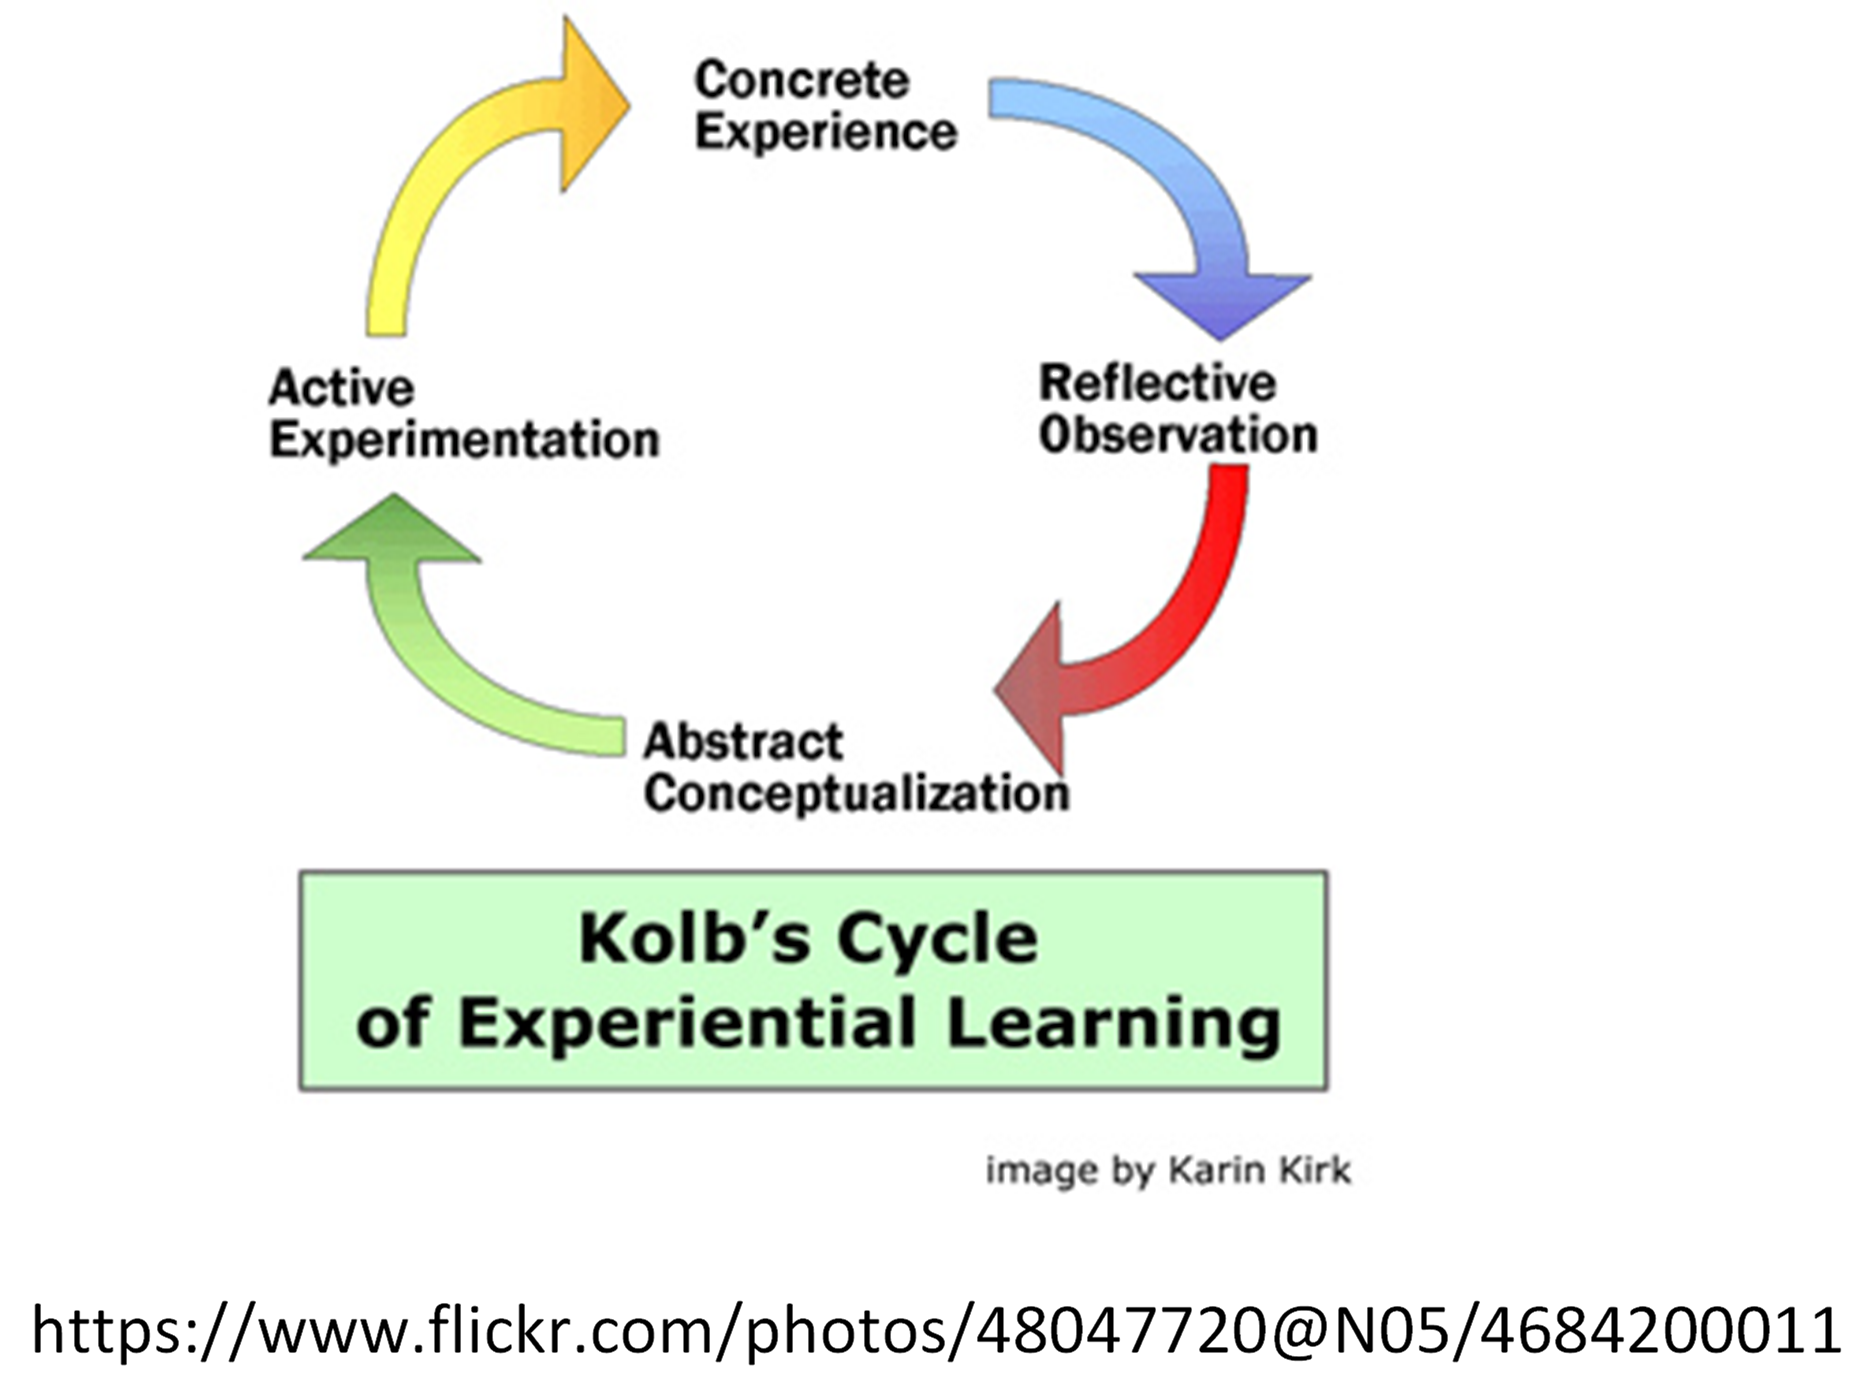 Concrete
Experience
Reflective
Observation
Abstract
Conceptualization
Active
Experimentation
Kolb’s Cycle
of Experiential Learning
image by Karin Kirk
https://www.flickr.com/photos/48047720@N05/4684200011